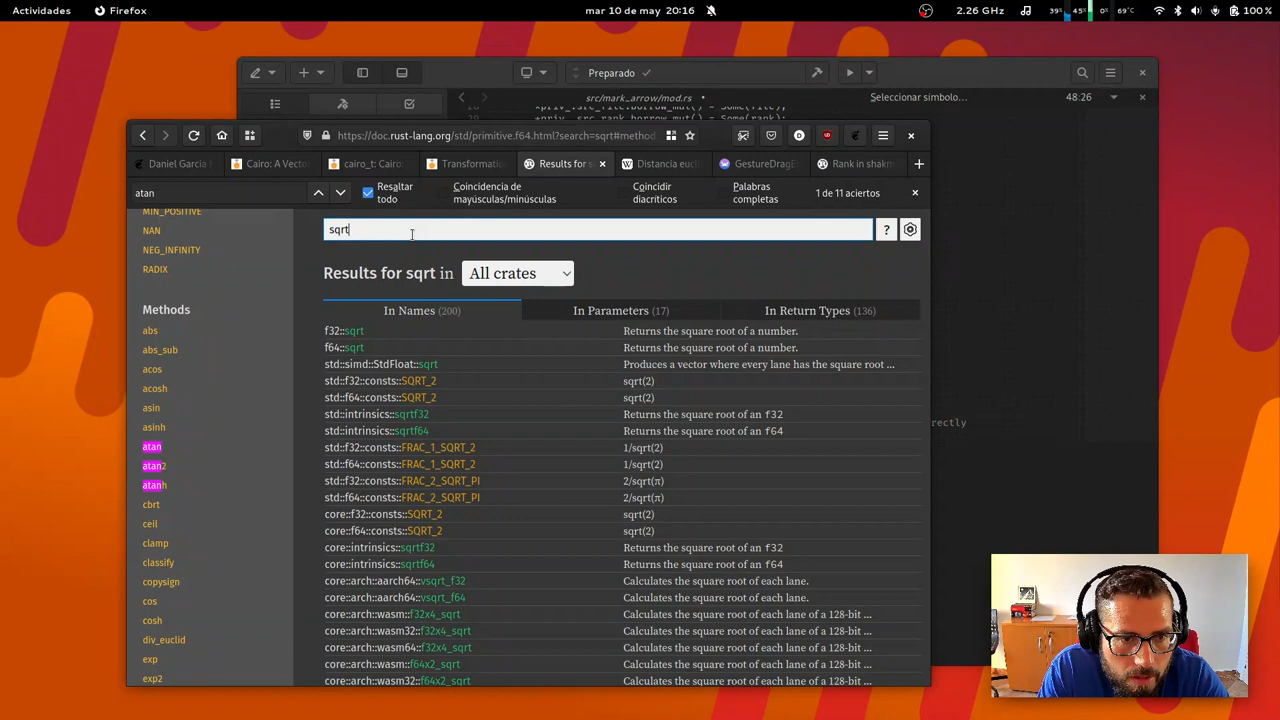 Actividades Firefox mar 10 de may 20:16 2.26 GHz 39% 45% 0% 69°C 100 %
Preparado
src/mark_arrow/mod.rs • Seleccionar símbolo… 48:26
*priv_.src_rank.borrow_mut() = Some(rank);
https://doc.rust-lang.org/std/primitive.f64.html?search=sqrt#method
Daniel Garcia Cairo: A Vector cairo_t: Cairo: Transformatio Results for s Distancia eucl GestureDragE Rank in shakm
atan Resaltar todo Coincidencia de mayúsculas/minúsculas Coincidir diacríticos Palabras completas 1 de 11 aciertos
MIN_POSITIVE
NAN
NEG_INFINITY
RADIX
Methods
abs
abs_sub
acos
acosh
asin
asinh
atan
atan2
atanh
cbrt
ceil
clamp
classify
copysign
cos
cosh
div_euclid
exp
exp2
sqrt ?
Results for sqrt in All crates
In Names (200) In Parameters (17) In Return Types (136)
f32::sqrt Returns the square root of a number.
f64::sqrt Returns the square root of a number.
std::simd::StdFloat::sqrt Produces a vector where every lane has the square root ...
std::f32::consts::SQRT_2 sqrt(2)
std::f64::consts::SQRT_2 sqrt(2)
std::intrinsics::sqrtf32 Returns the square root of an f32
std::intrinsics::sqrtf64 Returns the square root of an f64
std::f32::consts::FRAC_1_SQRT_2 1/sqrt(2)
std::f64::consts::FRAC_1_SQRT_2 1/sqrt(2)
std::f32::consts::FRAC_2_SQRT_PI 2/sqrt(π)
std::f64::consts::FRAC_2_SQRT_PI 2/sqrt(π)
core::f32::consts::SQRT_2 sqrt(2)
core::f64::consts::SQRT_2 sqrt(2)
core::intrinsics::sqrtf32 Returns the square root of an f32
core::intrinsics::sqrtf64 Returns the square root of an f64
core::arch::aarch64::vsqrt_f32 Calculates the square root of each lane.
core::arch::aarch64::vsqrt_f64 Calculates the square root of each lane.
core::arch::wasm::f32x4_sqrt Calculates the square root of each lane of a 128-bit ...
core::arch::wasm32::f32x4_sqrt Calculates the square root of each lane of a 128-bit ...
core::arch::wasm64::f32x4_sqrt Calculates the square root of each lane of a 128-bit ...
core::arch::wasm::f64x2_sqrt Calculates the square root of each lane of a 128-bit ...
core::arch::wasm32::f64x2_sqrt Calculates the square root of each lane of a 128-bit ...
rectly